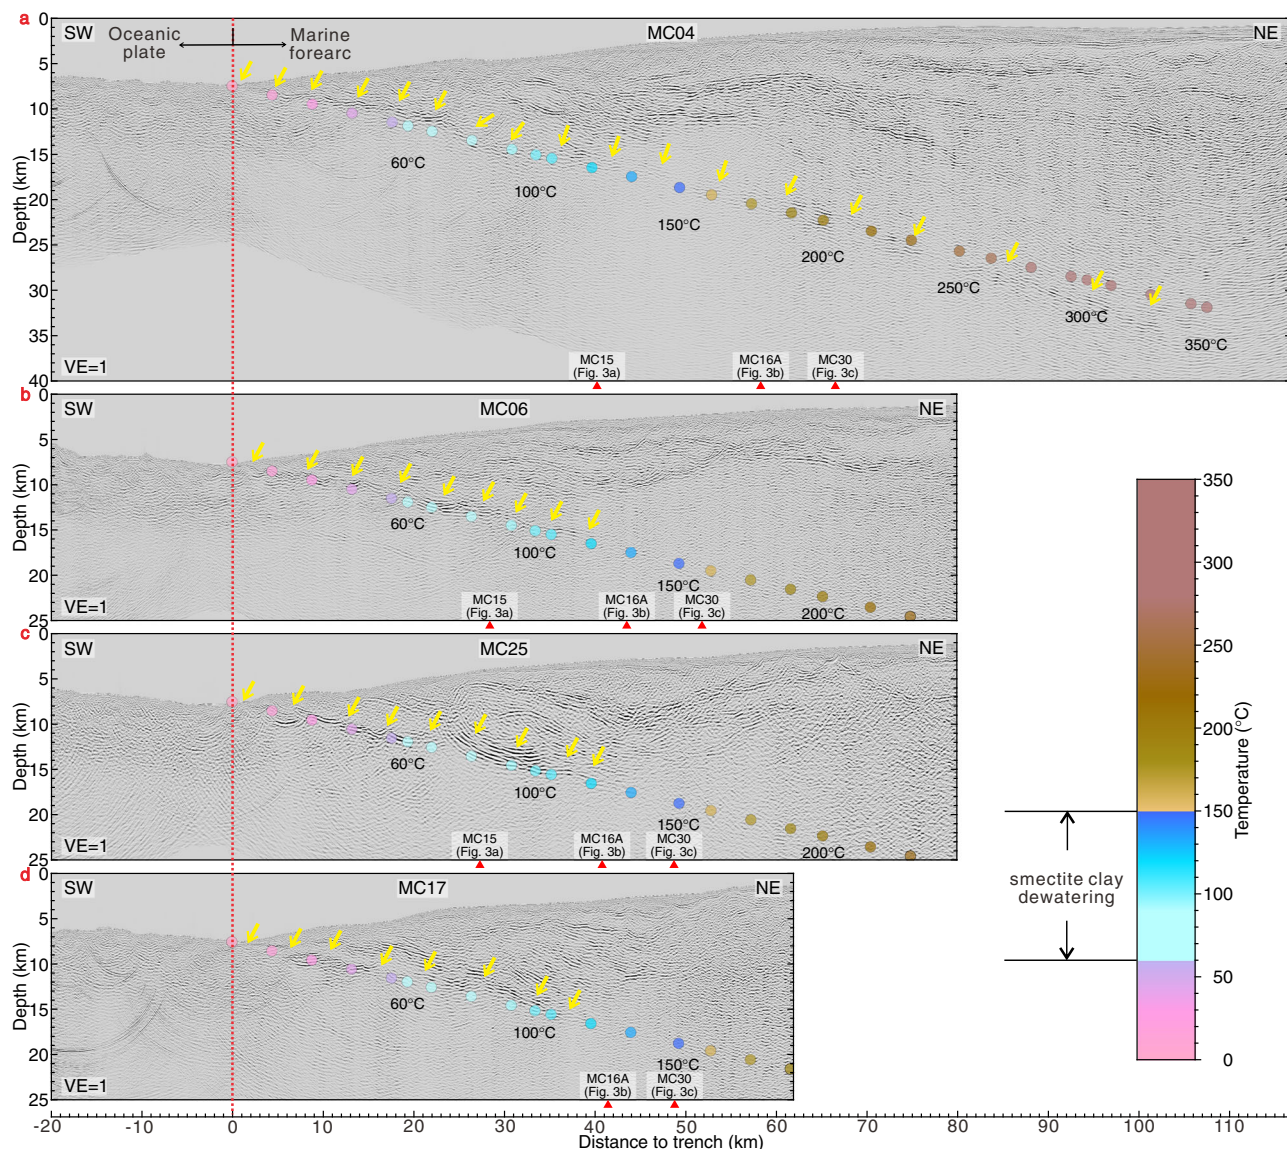 a
SW
Oceanic
plate
Marine
forearc
MC04
NE
0
5
10
15
20
25
30
35
40
Depth (km)
60°C
100°C
150°C
200°C
250°C
300°C
350°C
VE=1
MC15
(Fig. 3a)
MC16A
(Fig. 3b)
MC30
(Fig. 3c)
b
SW
MC06
NE
0
5
10
15
20
25
Depth (km)
60°C
100°C
150°C
200°C
VE=1
MC15
(Fig. 3a)
MC16A
(Fig. 3b)
MC30
(Fig. 3c)
c
SW
MC25
NE
0
5
10
15
20
25
Depth (km)
60°C
100°C
150°C
200°C
VE=1
MC15
(Fig. 3a)
MC16A
(Fig. 3b)
MC30
(Fig. 3c)
d
SW
MC17
NE
0
5
10
15
20
25
Depth (km)
60°C
100°C
150°C
VE=1
MC16A
(Fig. 3b)
MC30
(Fig. 3c)
-20 -10 0 10 20 30 40 50 60 70 80 90 100 110
Distance to trench (km)
350
300
250
200
150
100
50
0
Temperature (°C)
smectite clay
dewatering